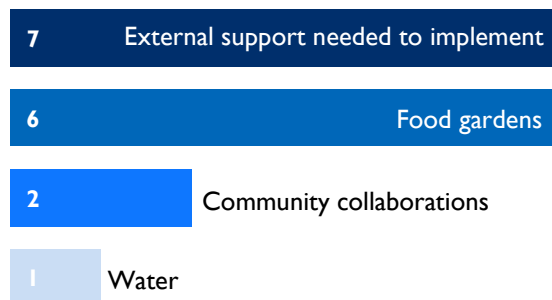 7 External support needed to implement
6 Food gardens
2 Community collaborations
1 Water